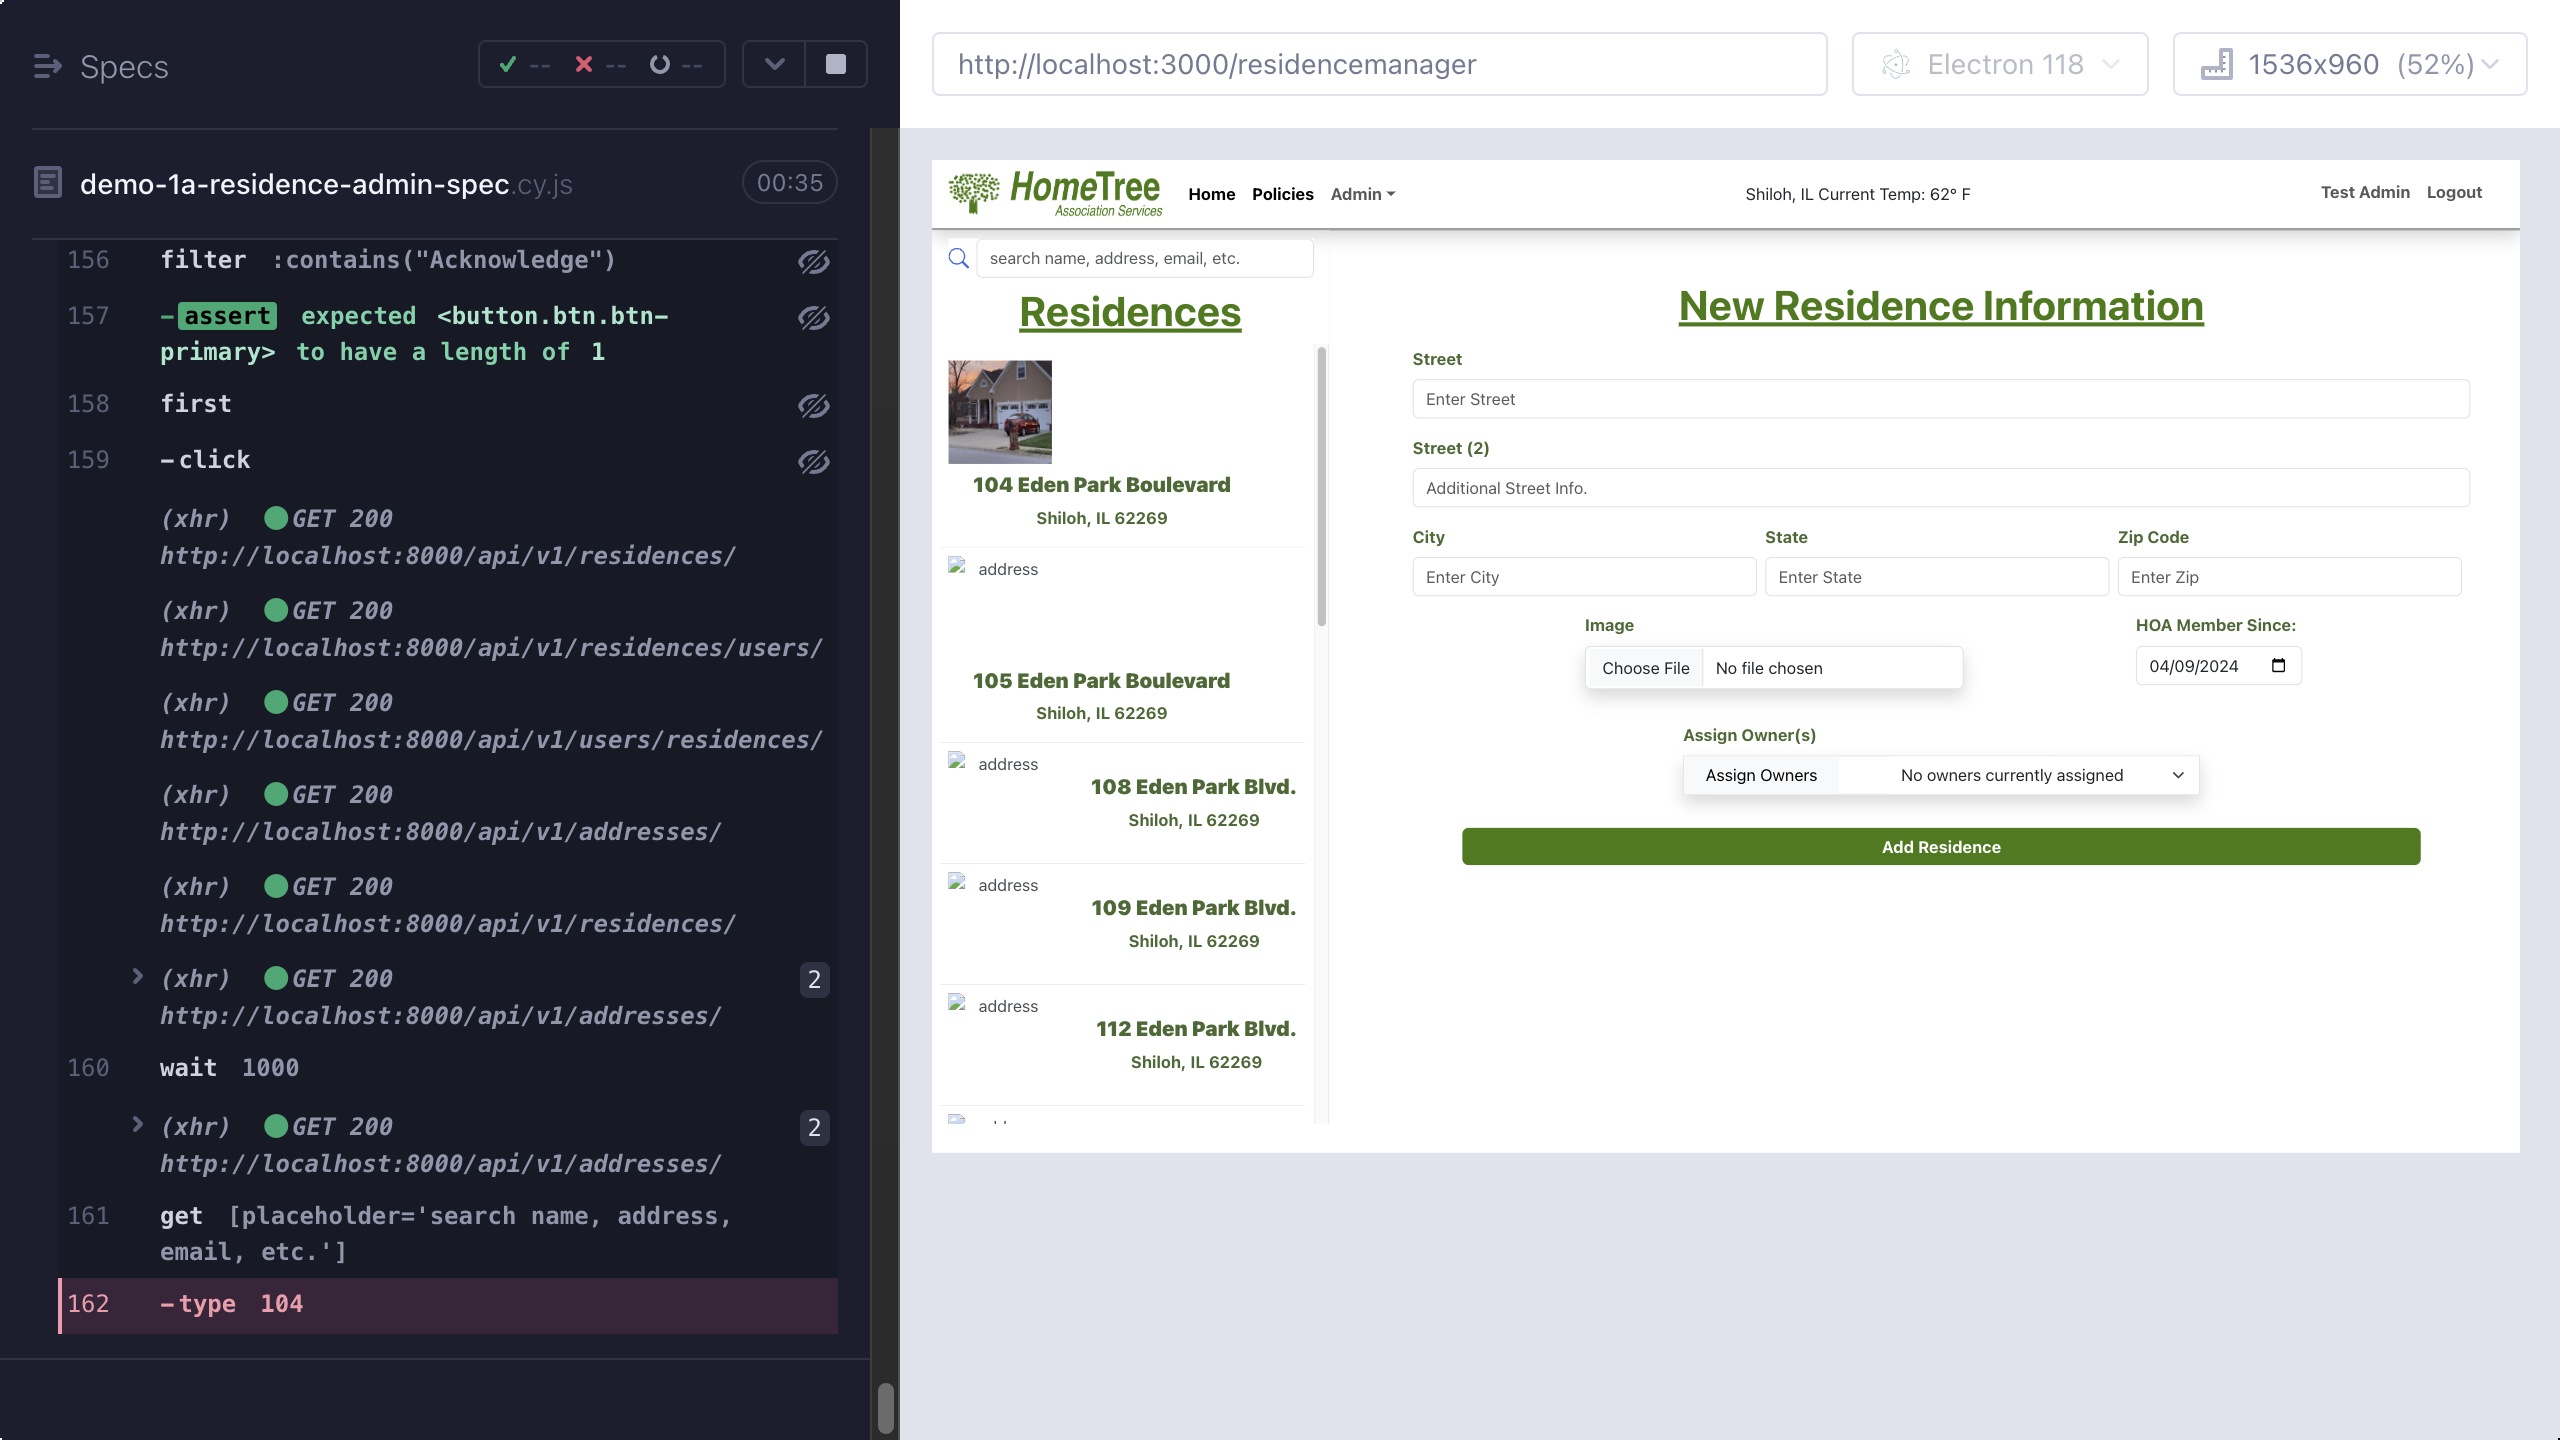 Specs
-- -- --
demo-1a-residence-admin-spec.cy.js
00:35
156 filter :contains("Acknowledge")
157 -assert expected <button.btn.btn-
primary> to have a length of 1
158 first
159 -click
(xhr) GET 200
http://localhost:8000/api/v1/residences/
(xhr) GET 200
http://localhost:8000/api/v1/residences/users/
(xhr) GET 200
http://localhost:8000/api/v1/users/residences/
(xhr) GET 200
http://localhost:8000/api/v1/addresses/
(xhr) GET 200
http://localhost:8000/api/v1/residences/
(xhr) GET 200 2
http://localhost:8000/api/v1/addresses/
160 wait 1000
(xhr) GET 200 2
http://localhost:8000/api/v1/addresses/
161 get [placeholder='search name, address,
email, etc.']
162 -type 104
http://localhost:3000/residencemanager
Electron 118
1536x960 (52%)
HomeTree
Association Services
Home Policies Admin
Shiloh, IL Current Temp: 62° F
Test Admin Logout
search name, address, email, etc.
Residences
104 Eden Park Boulevard
Shiloh, IL 62269
address
105 Eden Park Boulevard
Shiloh, IL 62269
address
108 Eden Park Blvd.
Shiloh, IL 62269
address
109 Eden Park Blvd.
Shiloh, IL 62269
address
112 Eden Park Blvd.
Shiloh, IL 62269
New Residence Information
Street
Enter Street
Street (2)
Additional Street Info.
City State Zip Code
Enter City Enter State Enter Zip
Image HOA Member Since:
Choose File No file chosen 04/09/2024
Assign Owner(s)
Assign Owners No owners currently assigned
Add Residence